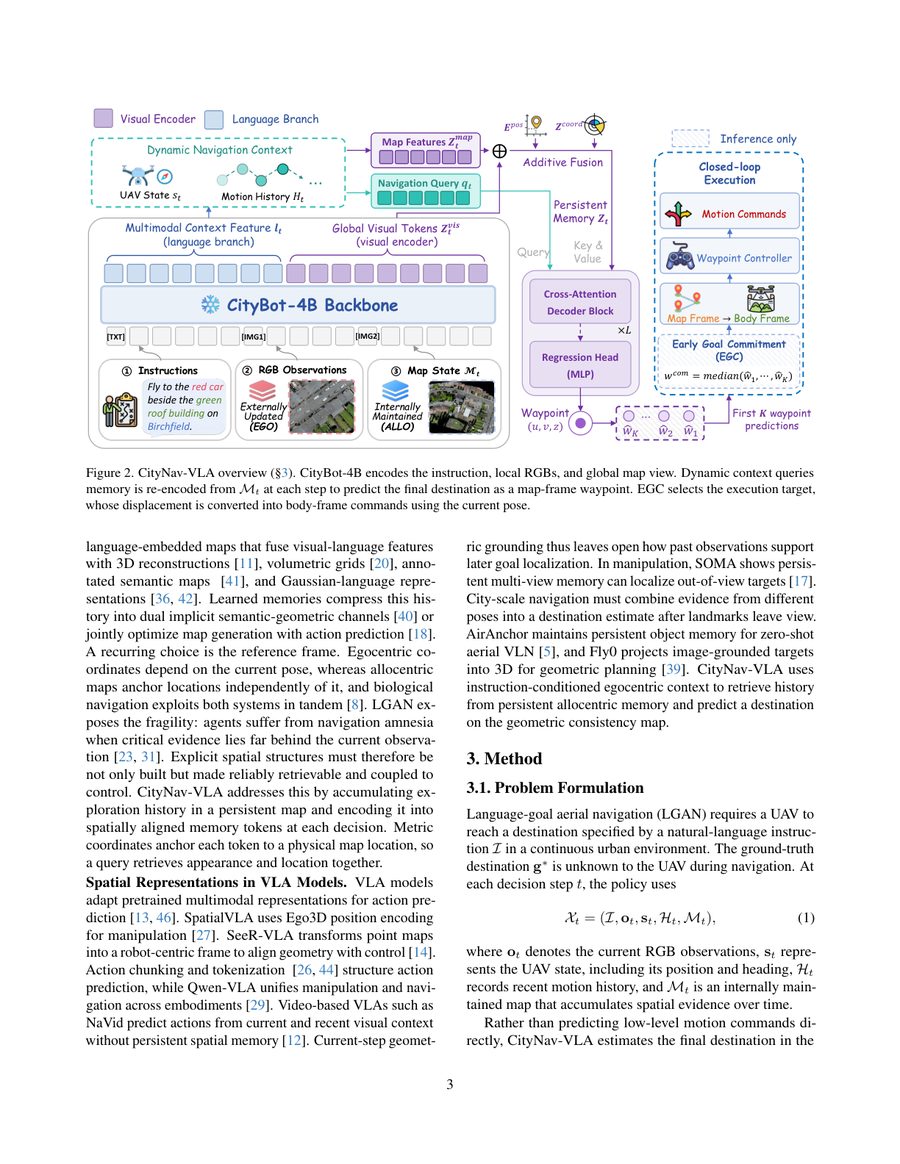 Visual Encoder
Language Branch
Dynamic Navigation Context
UAV State s_t
Motion History H_t
Map Features Z_t^map
Navigation Query q_t
E^pos
Z^coord
Additive Fusion
Persistent
Memory Z_t
Query
Key &
Value
Multimodal Context Feature l_t
(language branch)
Global Visual Tokens Z_t^vis
(visual encoder)
CityBot-4B Backbone
[TXT]
[IMG1]
[IMG2]
① Instructions
Fly to the red car
beside the green
roof building on
Birchfield.
② RGB Observations
Externally
Updated
(EGO)
③ Map State M_t
Internally
Maintained
(ALLO)
Cross-Attention
Decoder Block
×L
Regression Head
(MLP)
Waypoint
(u, v, z)
ŵ_K ... ŵ_2 ŵ_1
First K waypoint
predictions
Inference only
Closed-loop
Execution
Motion Commands
Waypoint Controller
Map Frame → Body Frame
Early Goal Commitment
(EGC)
w^com = median(ŵ_1, ⋯, ŵ_K)
Figure 2. CityNav-VLA overview (§3). CityBot-4B encodes the instruction, local RGBs, and global map view. Dynamic context queries
memory is re-encoded from M_t at each step to predict the final destination as a map-frame waypoint. EGC selects the execution target,
whose displacement is converted into body-frame commands using the current pose.
language-embedded maps that fuse visual-language features
with 3D reconstructions [11], volumetric grids [20], anno-
tated semantic maps [41], and Gaussian-language repre-
sentations [36, 42]. Learned memories compress this his-
tory into dual implicit semantic-geometric channels [40] or
jointly optimize map generation with action prediction [18].
A recurring choice is the reference frame. Egocentric co-
ordinates depend on the current pose, whereas allocentric
maps anchor locations independently of it, and biological
navigation exploits both systems in tandem [8]. LGAN ex-
poses the fragility: agents suffer from navigation amnesia
when critical evidence lies far behind the current observa-
tion [23, 31]. Explicit spatial structures must therefore be
not only built but made reliably retrievable and coupled to
control. CityNav-VLA addresses this by accumulating ex-
ploration history in a persistent map and encoding it into
spatially aligned memory tokens at each decision. Metric
coordinates anchor each token to a physical map location, so
a query retrieves appearance and location together.
Spatial Representations in VLA Models. VLA models
adapt pretrained multimodal representations for action pre-
diction [13, 46]. SpatialVLA uses Ego3D position encoding
for manipulation [27]. SeeR-VLA transforms point maps
into a robot-centric frame to align geometry with control [14].
Action chunking and tokenization [26, 44] structure action
prediction, while Qwen-VLA unifies manipulation and navi-
gation across embodiments [29]. Video-based VLAs such as
NaVid predict actions from current and recent visual context
without persistent spatial memory [12]. Current-step geomet-
ric grounding thus leaves open how past observations support
later goal localization. In manipulation, SOMA shows persis-
tent multi-view memory can localize out-of-view targets [17].
City-scale navigation must combine evidence from different
poses into a destination estimate after landmarks leave view.
AirAnchor maintains persistent object memory for zero-shot
aerial VLN [5], and Fly0 projects image-grounded targets
into 3D for geometric planning [39]. CityNav-VLA uses
instruction-conditioned egocentric context to retrieve history
from persistent allocentric memory and predict a destination
on the geometric consistency map.
3. Method
3.1. Problem Formulation
Language-goal aerial navigation (LGAN) requires a UAV to
reach a destination specified by a natural-language instruc-
tion I in a continuous urban environment. The ground-truth
destination g* is unknown to the UAV during navigation. At
each decision step t, the policy uses
X_t = (I, o_t, s_t, H_t, M_t), (1)
where o_t denotes the current RGB observations, s_t repre-
sents the UAV state, including its position and heading, H_t
records recent motion history, and M_t is an internally main-
tained map that accumulates spatial evidence over time.
Rather than predicting low-level motion commands di-
rectly, CityNav-VLA estimates the final destination in the
3